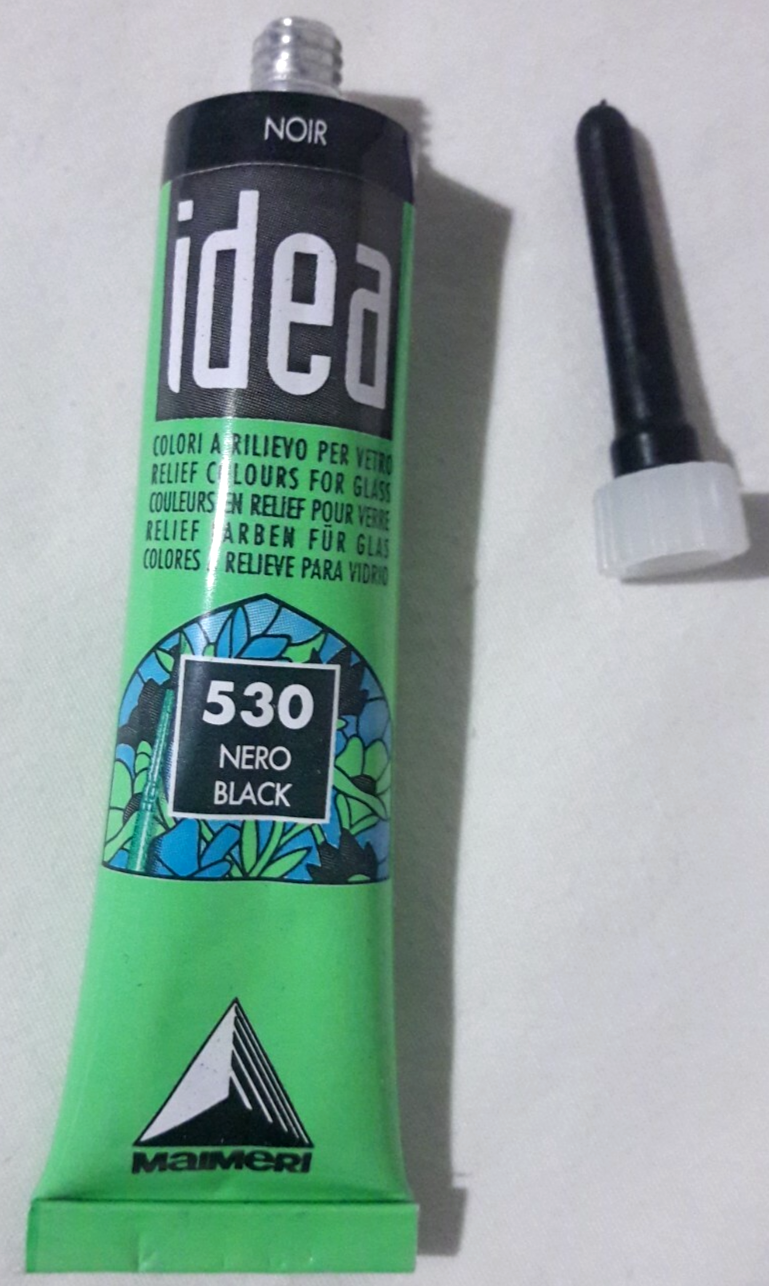 NOIR
idea
COLORI A RILIEVO PER VETRO
RELIEF COLOURS FOR GLASS
COULEURS EN RELIEF POUR VERRE
RELIEF FARBEN FÜR GLAS
COLORES A RELIEVE PARA VIDRIO
530
NERO
BLACK
MAIMERI